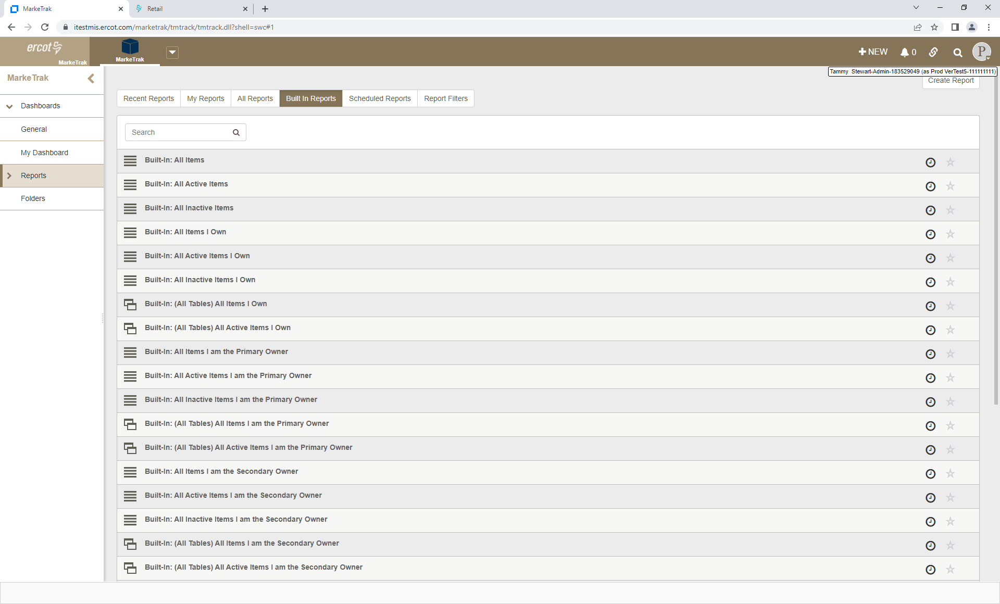 MarkeTrak
Retail
itestmis.ercot.com/marketrak/tmtrack/tmtrack.dll?shell=swc#1
ercot
MarkeTrak
MarkeTrak
NEW
0
P
Tammy Stewart-Admin-183529049 (as Prod VerTest5-111111111)
Create Report
MarkeTrak
Dashboards
General
My Dashboard
Reports
Folders
Recent Reports
My Reports
All Reports
Built In Reports
Scheduled Reports
Report Filters
Search
Built-In: All Items
Built-In: All Active Items
Built-In: All Inactive Items
Built-In: All Items I Own
Built-In: All Active Items I Own
Built-In: All Inactive Items I Own
Built-In: (All Tables) All Items I Own
Built-In: (All Tables) All Active Items I Own
Built-In: All Items I am the Primary Owner
Built-In: All Active Items I am the Primary Owner
Built-In: All Inactive Items I am the Primary Owner
Built-In: (All Tables) All Items I am the Primary Owner
Built-In: (All Tables) All Active Items I am the Primary Owner
Built-In: All Items I am the Secondary Owner
Built-In: All Active Items I am the Secondary Owner
Built-In: All Inactive Items I am the Secondary Owner
Built-In: (All Tables) All Items I am the Secondary Owner
Built-In: (All Tables) All Active Items I am the Secondary Owner